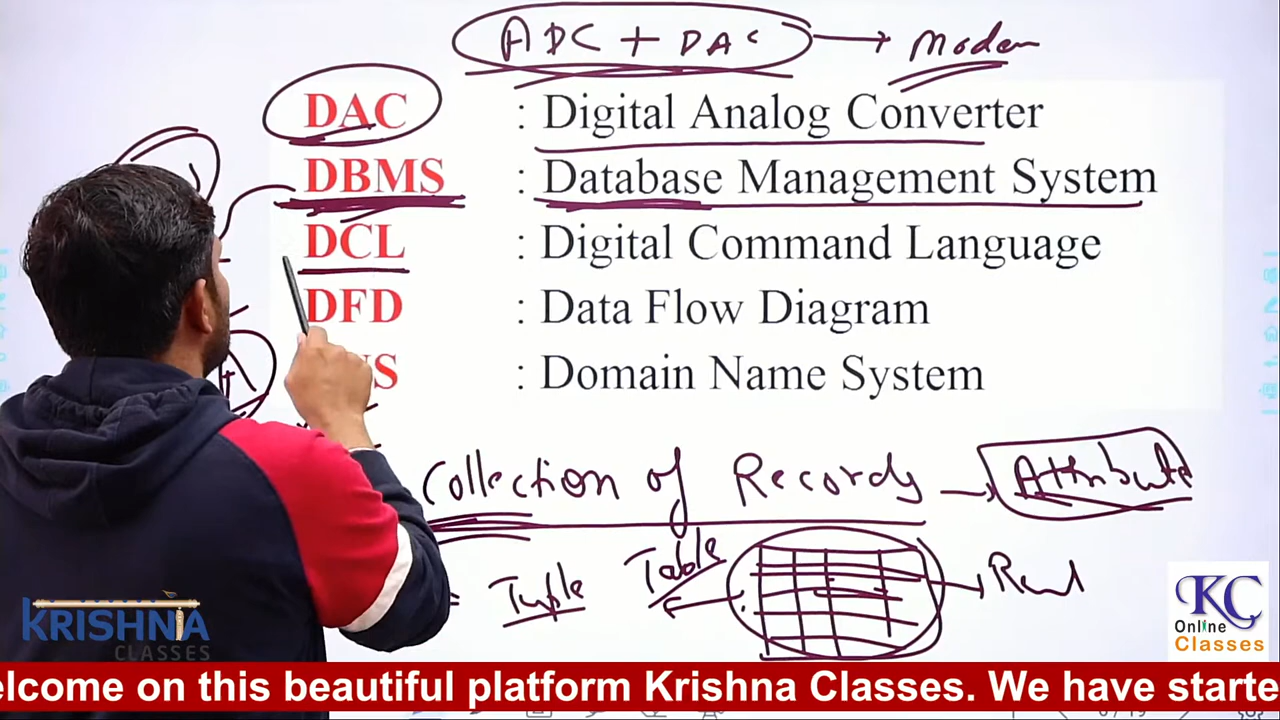 ADC + DAC → Modem
DAC : Digital Analog Converter
DBMS : Database Management System
DCL : Digital Command Language
DFD : Data Flow Diagram
S : Domain Name System
Collection of Records → Attribute
= Tuple Table
KRISHNA
CLASSES
KC
Online
Classes
elcome on this beautiful platform Krishna Classes. We have starte